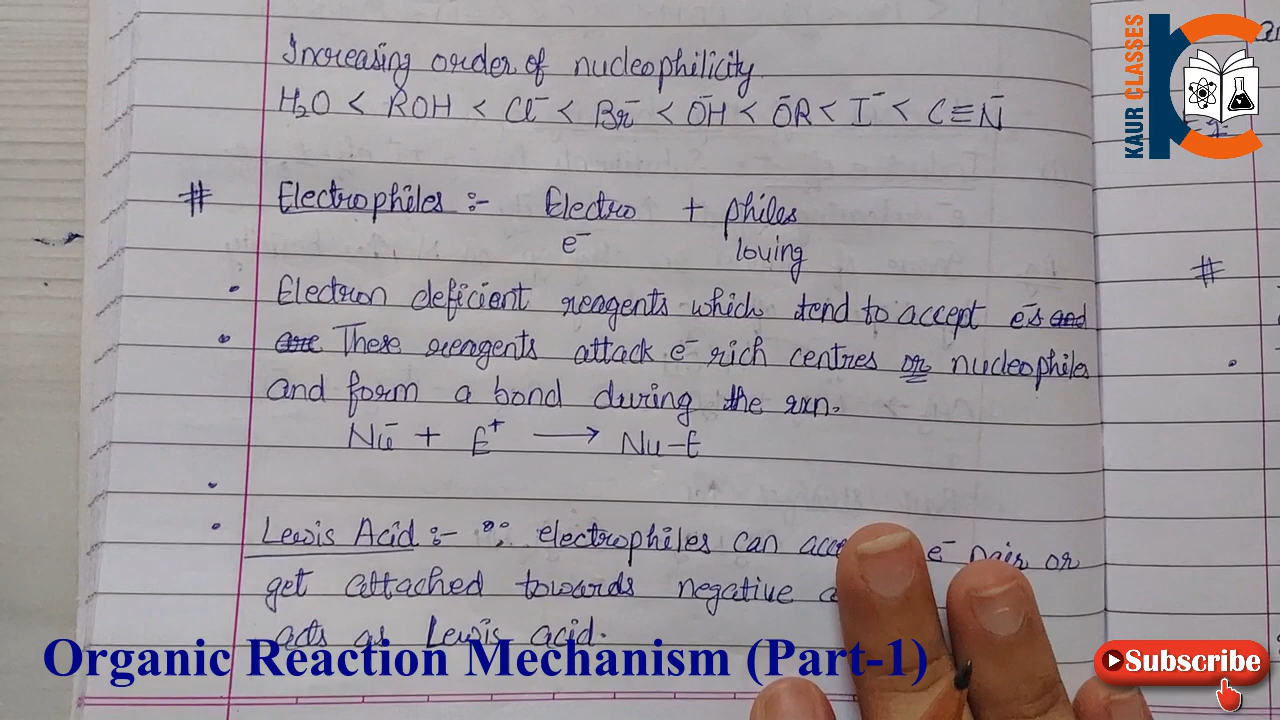 Increasing order of nucleophilicity
H₂O < ROH < Cl⁻ < Br⁻ < ŌH < ŌR < I⁻ < C≡N⁻
# Electrophiles :- Electro + philes
e⁻ loving
• Electron deficient reagents which tend to accept e⁻s and
• are These reagents attack e⁻ rich centres or nucleophiles
and form a bond during the rxn.
Nu⁻ + E⁺ ⟶ Nu-E
•
• Lewis Acid :- ∵ electrophiles can e⁻ pair or
get attached towards negative
acts as Lewis acid.
Organic Reaction Mechanism (Part-1)
KAUR CLASSES
#
•
Subscribe